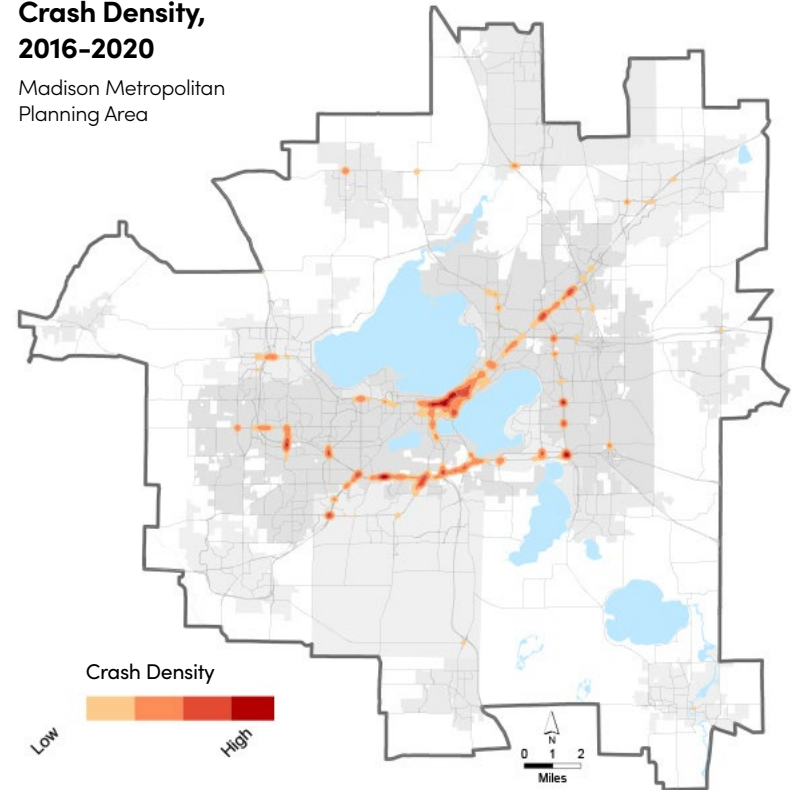 Crash Density,
2016-2020
Madison Metropolitan
Planning Area
Crash Density
Low
High
N
0 1 2
Miles